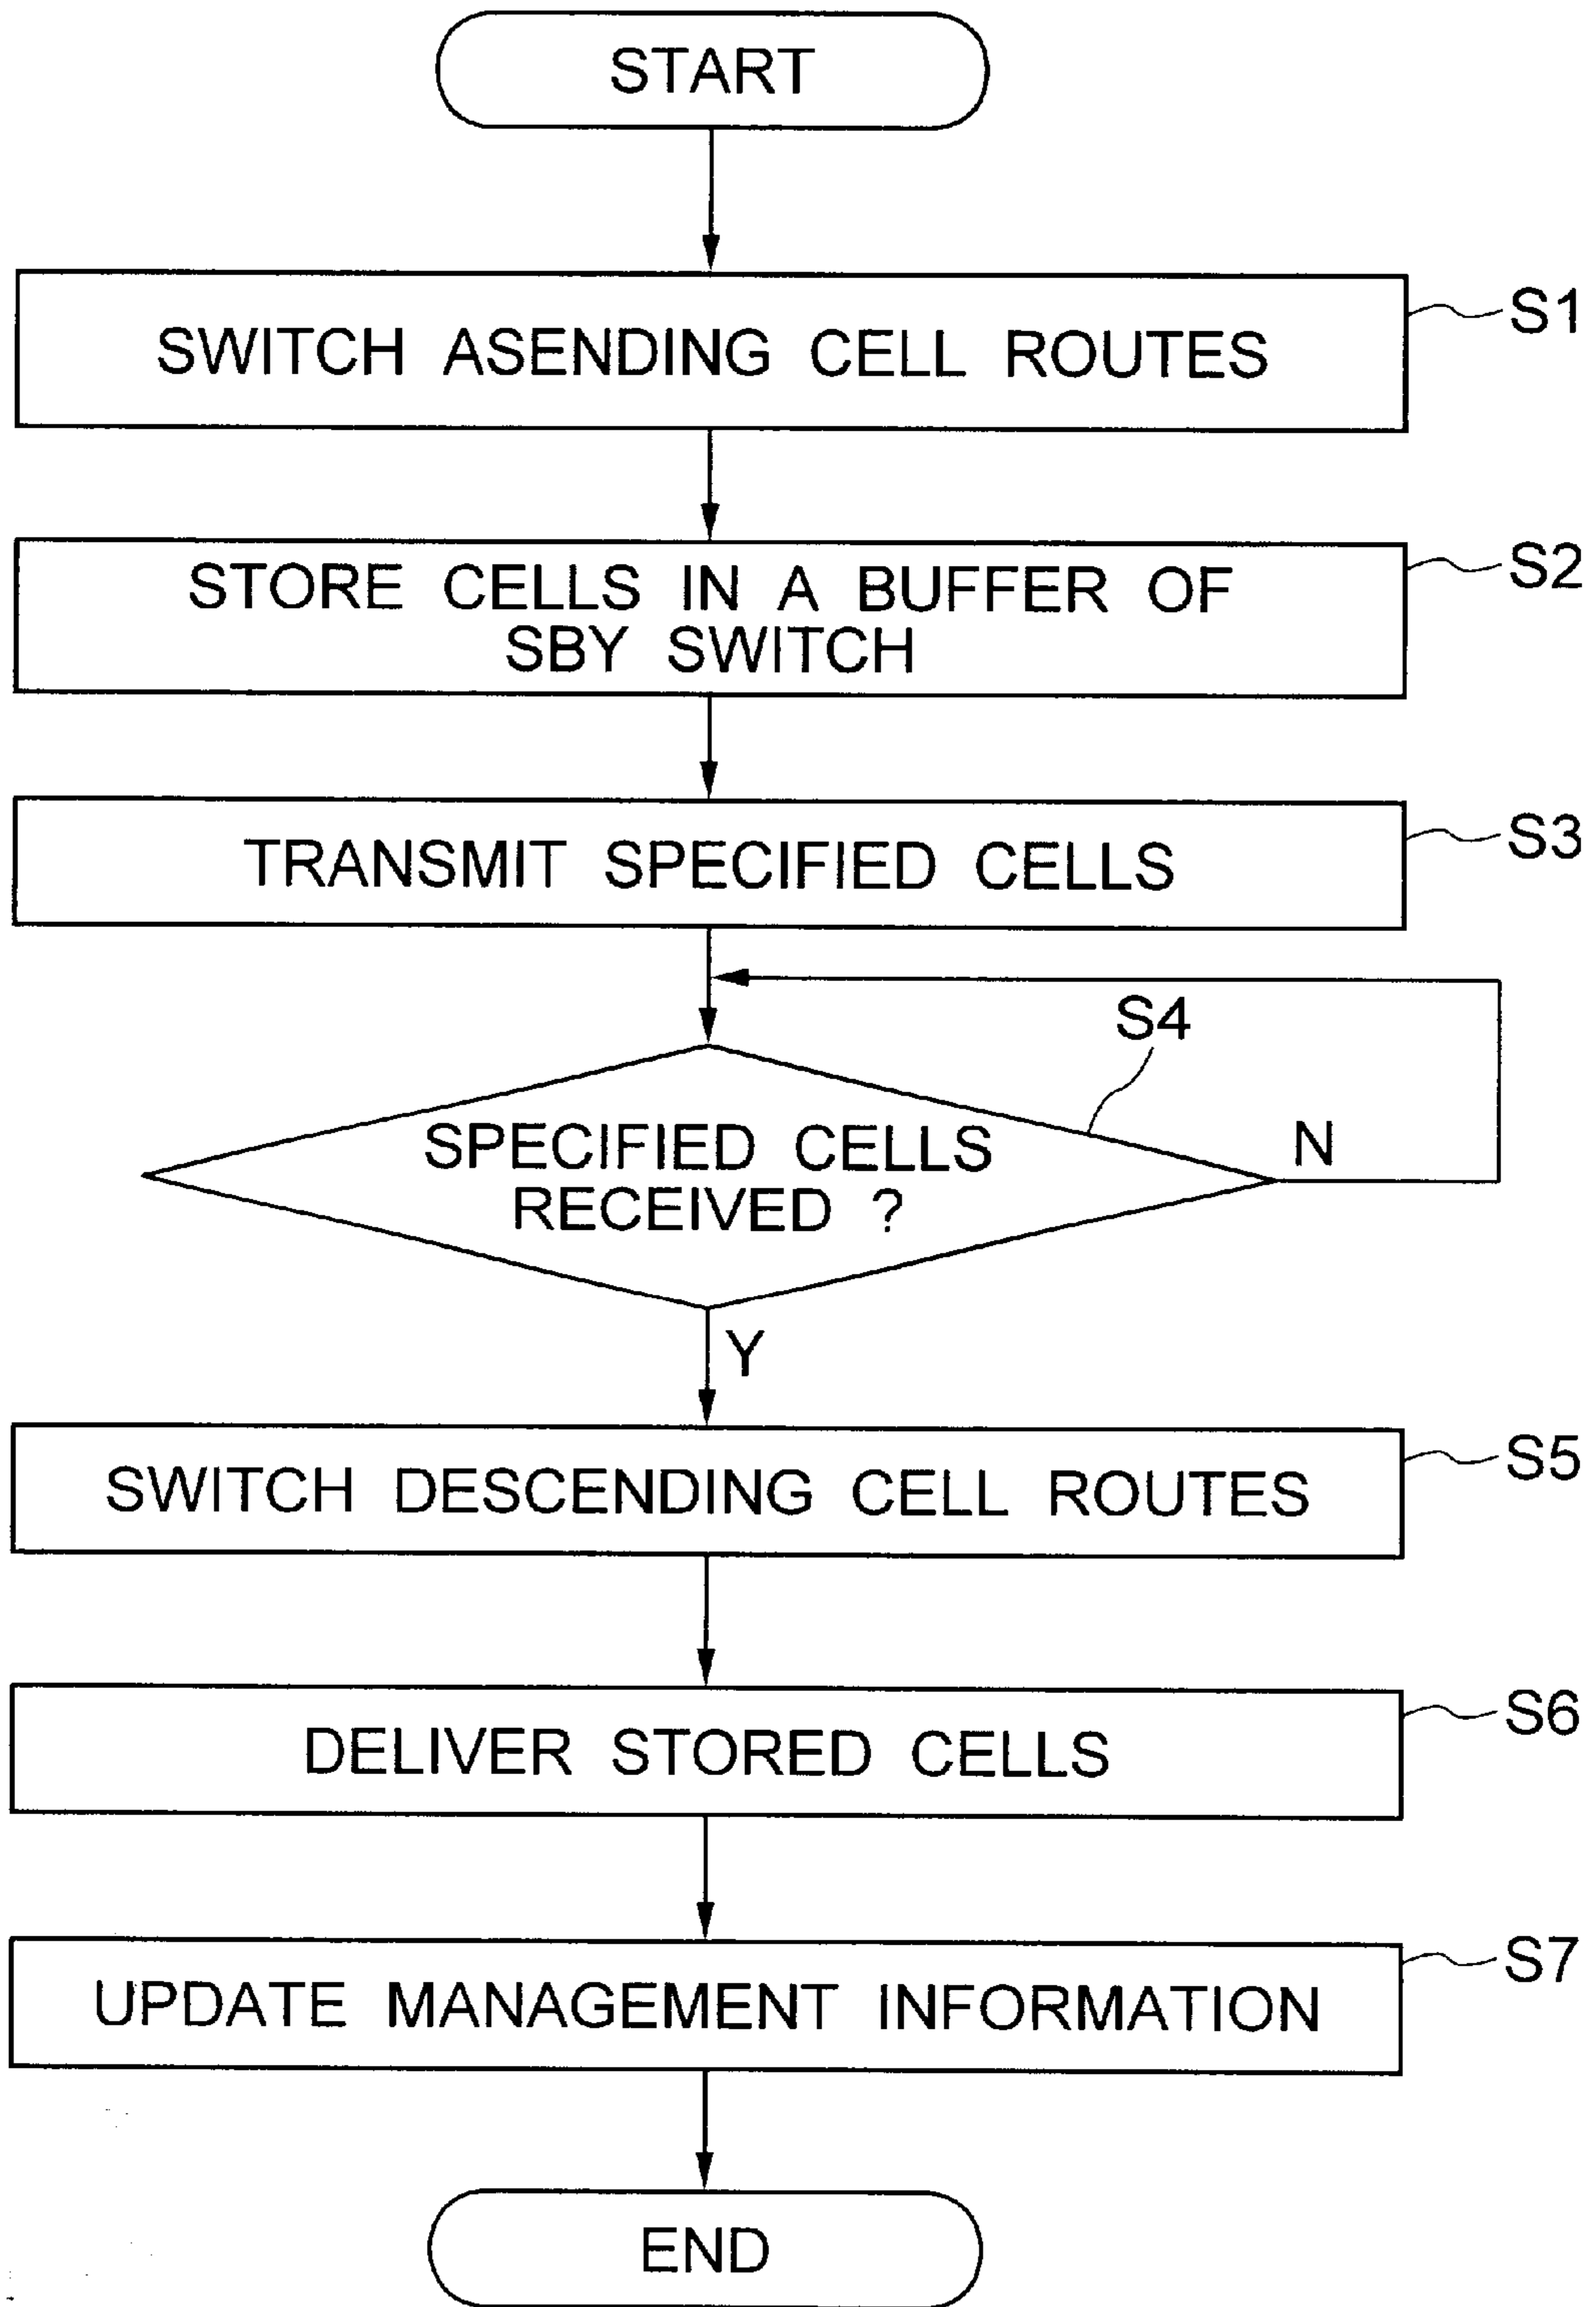 START
SWITCH ASENDING CELL ROUTES
S1
STORE CELLS IN A BUFFER OF
SBY SWITCH
S2
TRANSMIT SPECIFIED CELLS
S3
S4
SPECIFIED CELLS
RECEIVED ?
N
Y
SWITCH DESCENDING CELL ROUTES
S5
DELIVER STORED CELLS
S6
UPDATE MANAGEMENT INFORMATION
S7
END